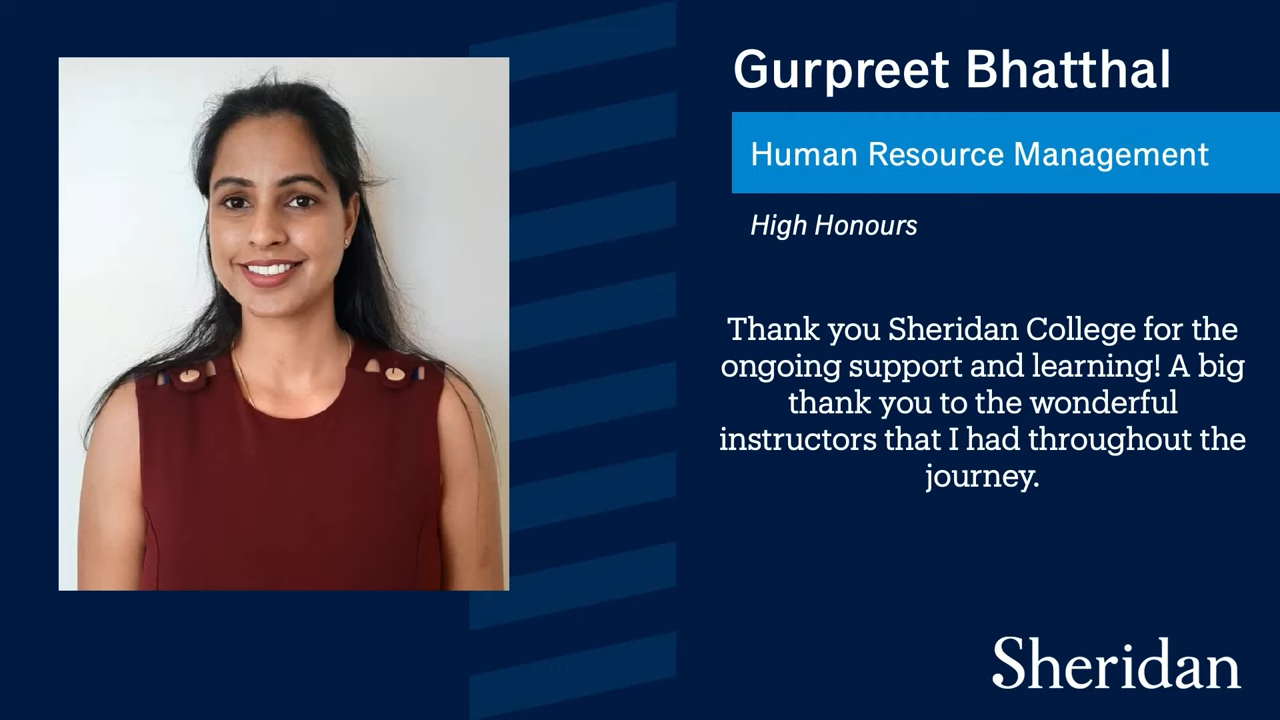 Gurpreet Bhatthal
Human Resource Management
High Honours
Thank you Sheridan College for the
ongoing support and learning! A big
thank you to the wonderful
instructors that I had throughout the
journey.
Sheridan